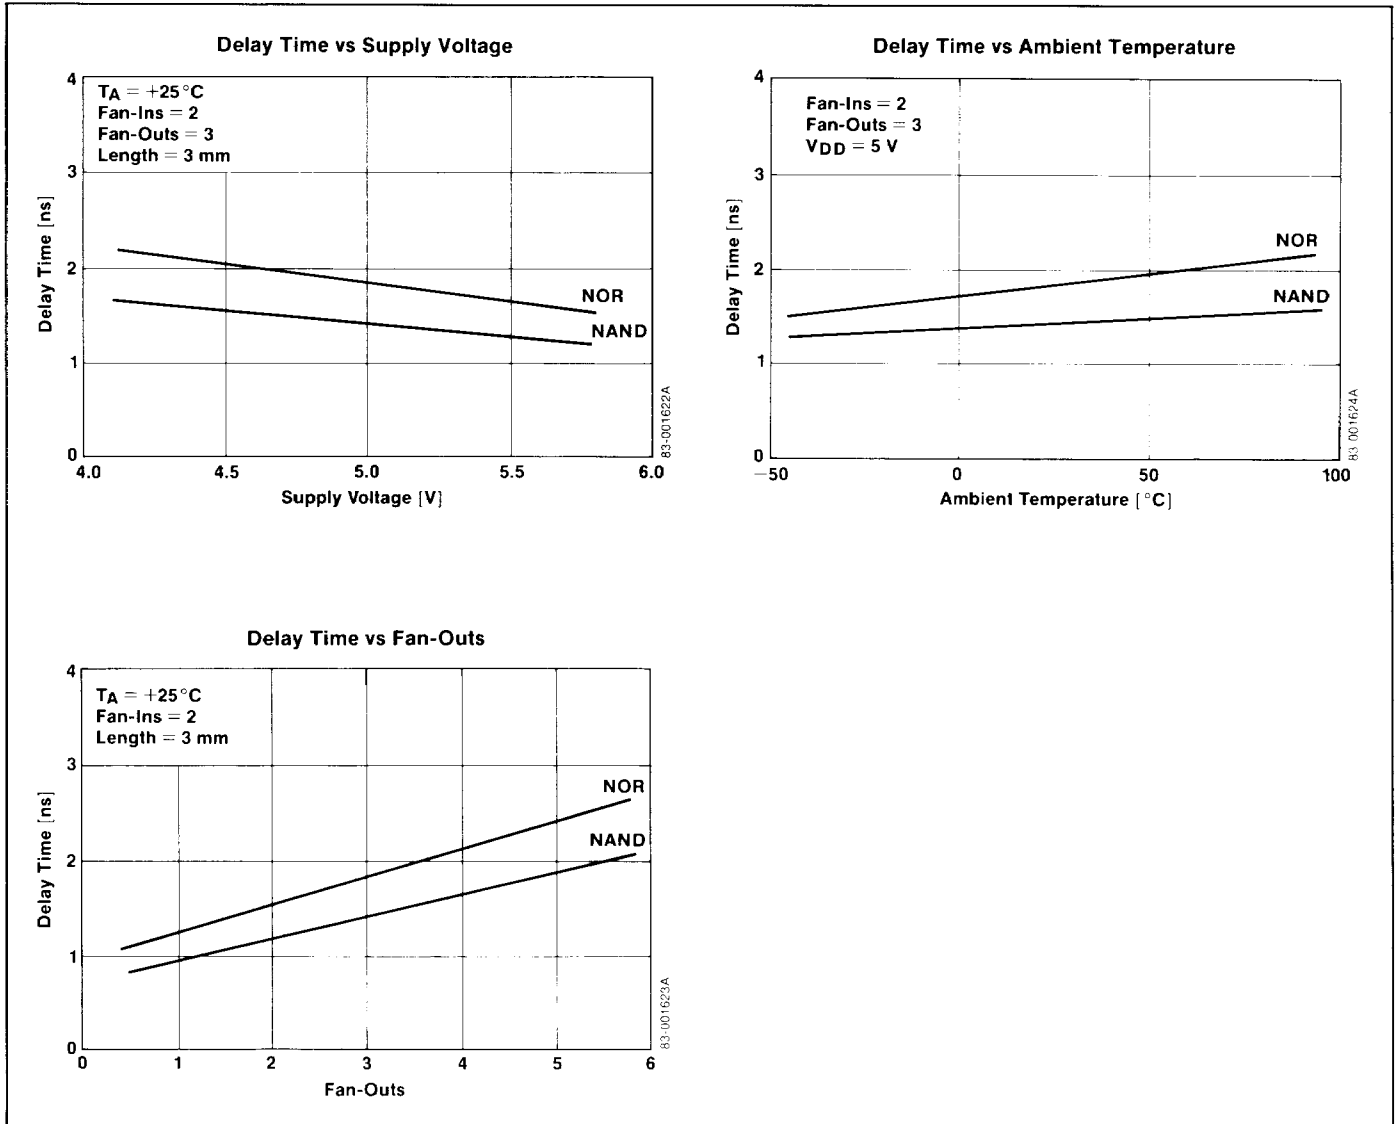 Delay Time vs Supply Voltage
4
3
2
1
0
Delay Time [ns]
TA = +25°C
Fan-Ins = 2
Fan-Outs = 3
Length = 3 mm
NOR
NAND
4.0 4.5 5.0 5.5 6.0
Supply Voltage [V]
83-001622A
Delay Time vs Ambient Temperature
4
3
2
1
0
Delay Time [ns]
Fan-Ins = 2
Fan-Outs = 3
VDD = 5 V
NOR
NAND
−50 0 50 100
Ambient Temperature [°C]
83-001624A
Delay Time vs Fan-Outs
4
3
2
1
0
Delay Time [ns]
TA = +25°C
Fan-Ins = 2
Length = 3 mm
NOR
NAND
0 1 2 3 4 5 6
Fan-Outs
83-001623A